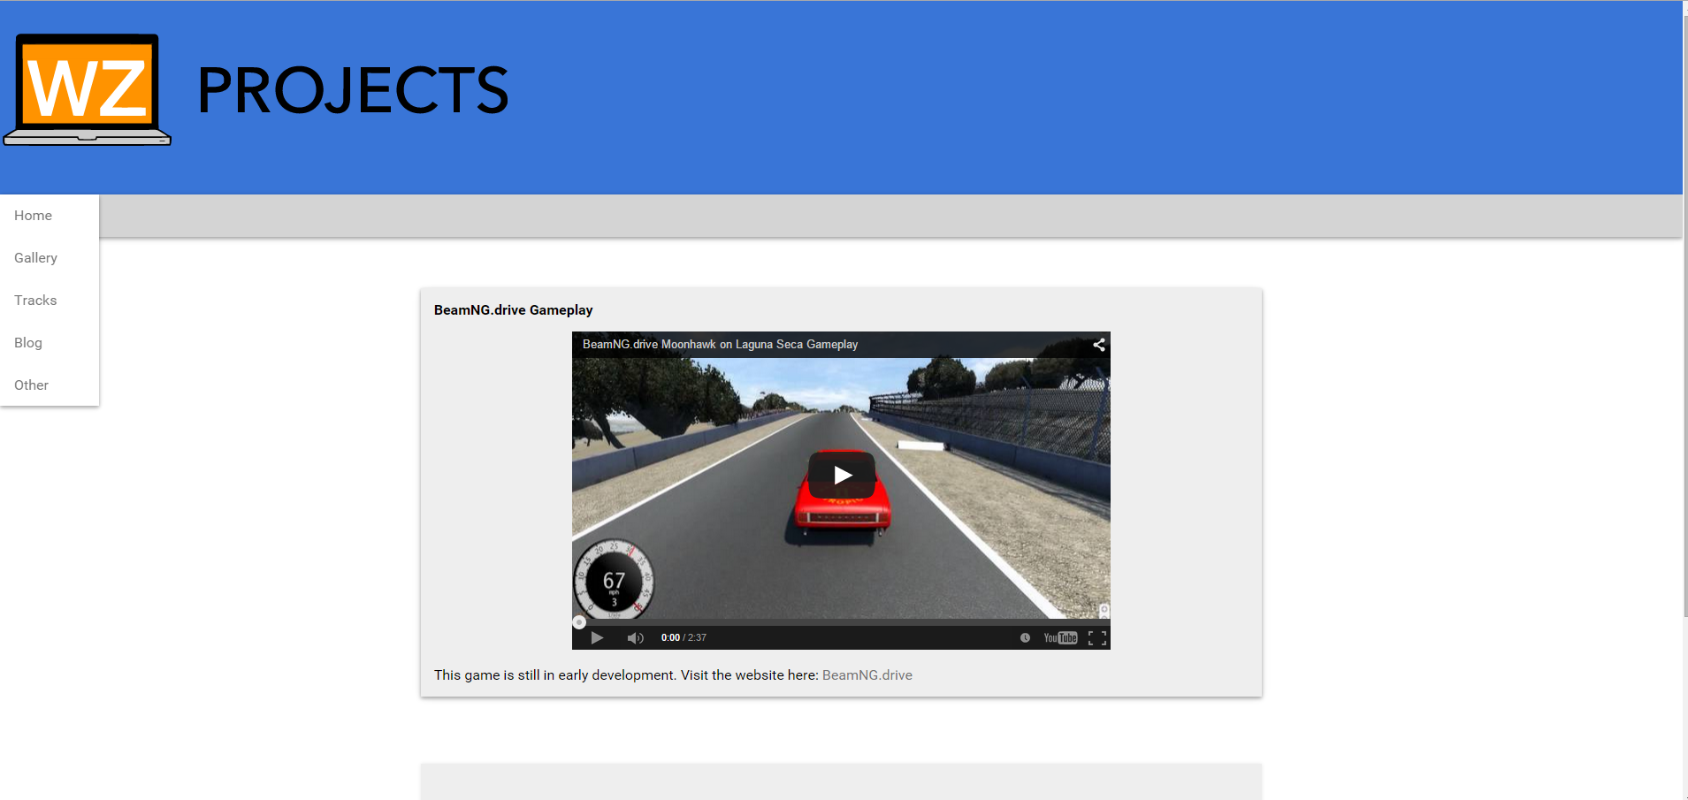 WZ PROJECTS
Home
Gallery
Tracks
Blog
Other
BeamNG.drive Gameplay
BeamNG.drive Moonhawk on Laguna Seca Gameplay
67
mph
3
0:00 / 2:37
YouTube
This game is still in early development. Visit the website here: BeamNG.drive